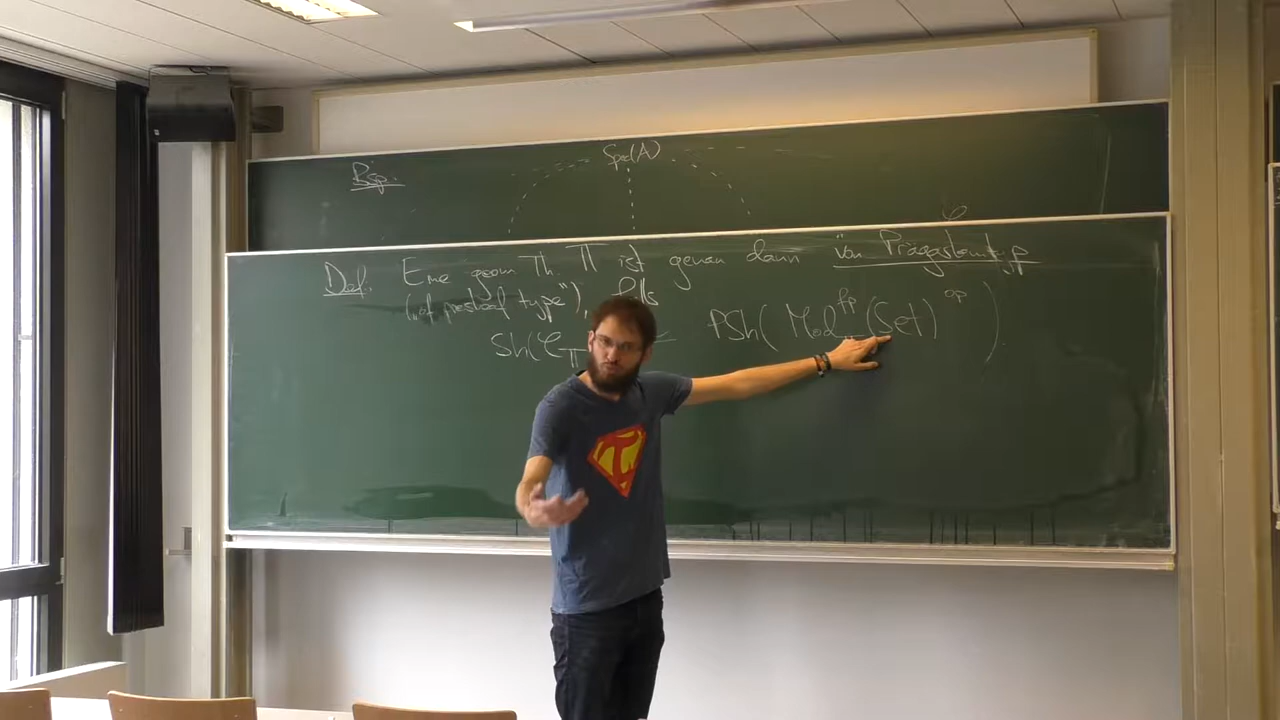 Spec(A)
Bsp.
φ
Def. Eine geom. Th. 𝕋 ist genau dann von Prägarbentyp
("of presheaf type"), falls
Sh(𝒞_𝕋 ≃ PSh( Mod^fp (Set)^op ).
π